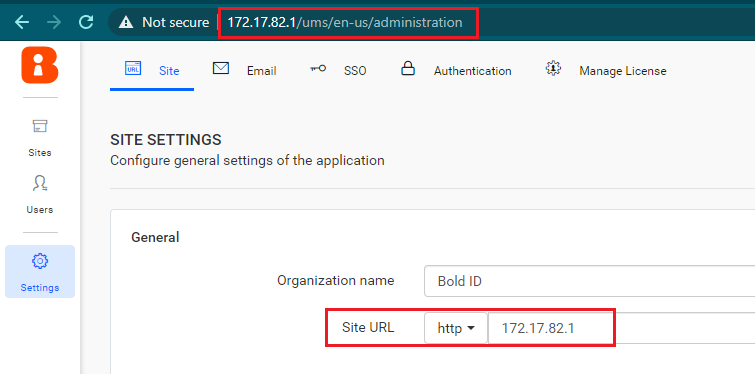 Not secure 172.17.82.1/ums/en-us/administration
URL Site Email SSO Authentication Manage License
Sites
Users
Settings
SITE SETTINGS
Configure general settings of the application
General
Organization name Bold ID
Site URL http 172.17.82.1